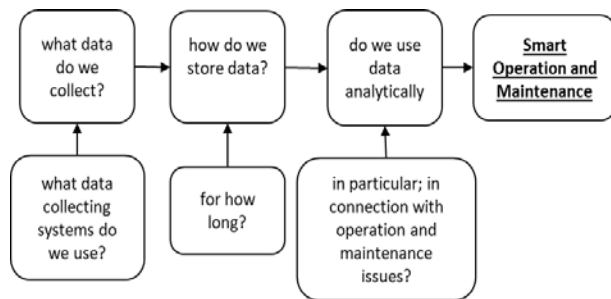 what data
do we
collect?
how do we
store data?
do we use
data
analytically
Smart
Operation and
Maintenance
what data
collecting
systems do
we use?
for how
long?
in particular; in
connection with
operation and
maintenance
issues?